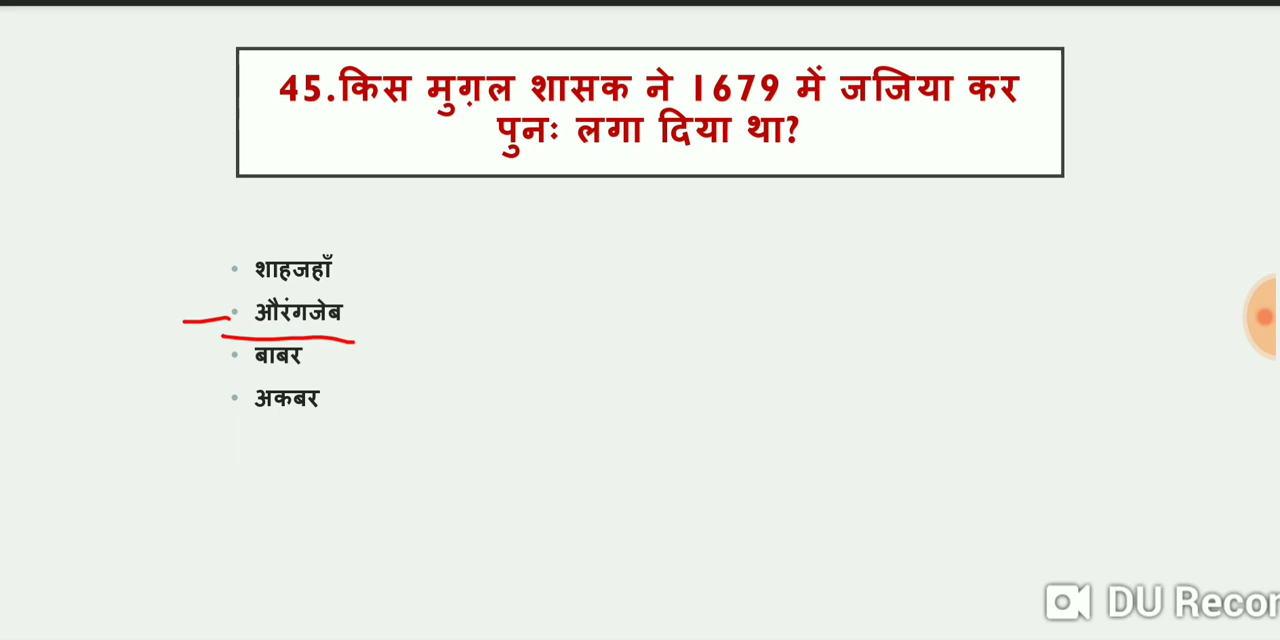 45.किस मुग़ल शासक ने 1679 में जजिया कर
पुनः लगा दिया था?
• शाहजहाँ
• औरंगजेब
• बाबर
• अकबर
DU Recor